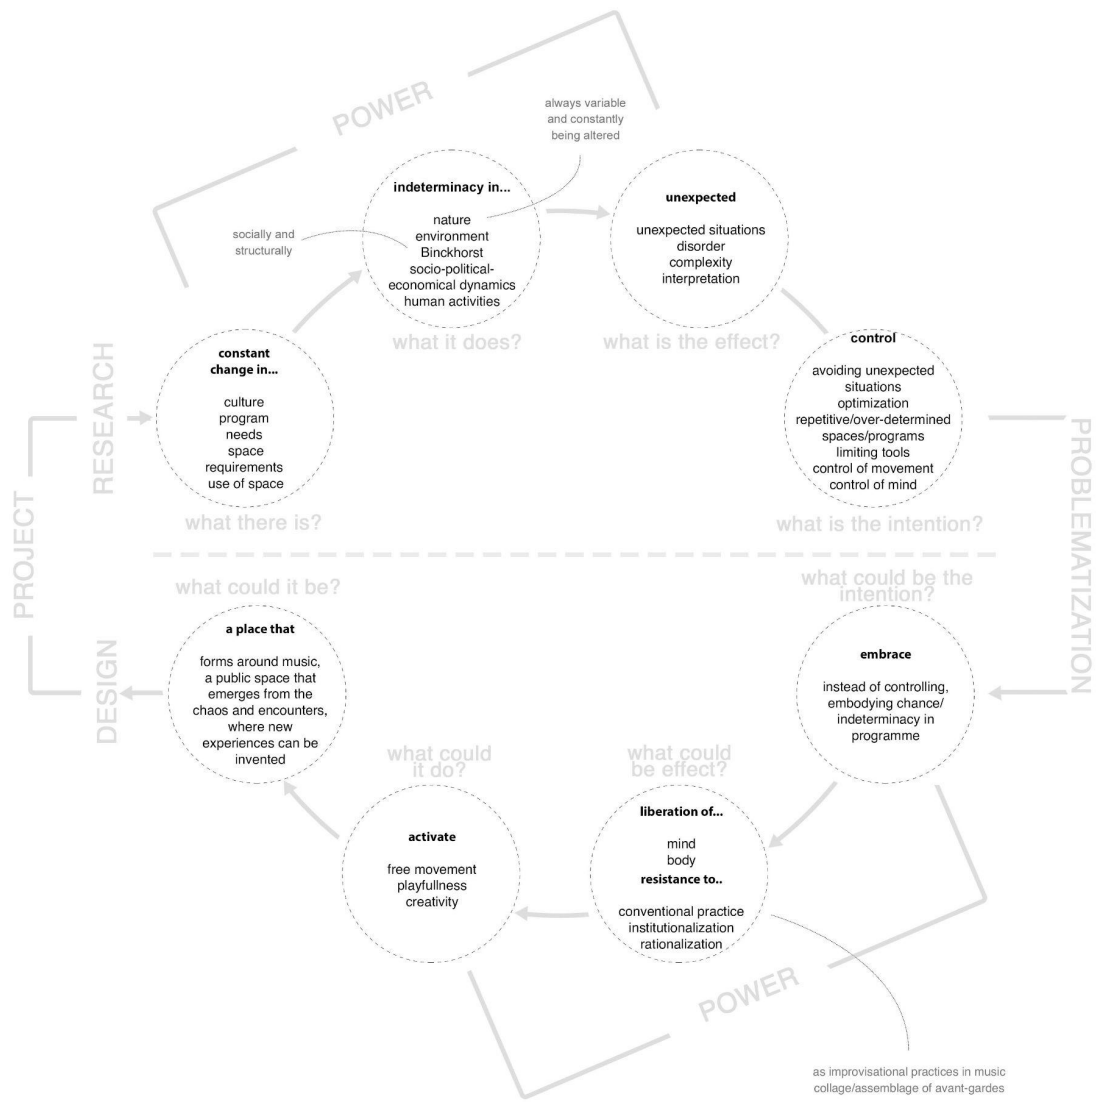 POWER
always variable
and constantly
being altered
indeterminacy in...
nature
environment
Binckhorst
socio-political-
economical dynamics
human activities
socially and
structurally
what it does?
unexpected
unexpected situations
disorder
complexity
interpretation
what is the effect?
constant
change in...
culture
program
needs
space
requirements
use of space
what there is?
control
avoiding unexpected
situations
optimization
repetitive/over-determined
spaces/programs
limiting tools
control of movement
control of mind
what is the intention?
RESEARCH
PROJECT
DESIGN
PROBLEMATIZATION
what could be the
intention?
embrace
instead of controlling,
embodying chance/
indeterminacy in
programme
what could
be effect?
liberation of...
mind
body
resistance to..
conventional practice
institutionalization
rationalization
what could
it do?
activate
free movement
playfullness
creativity
what could it be?
a place that
forms around music,
a public space that
emerges from the
chaos and encounters,
where new
experiences can be
invented
POWER
as improvisational practices in music
collage/assemblage of avant-gardes